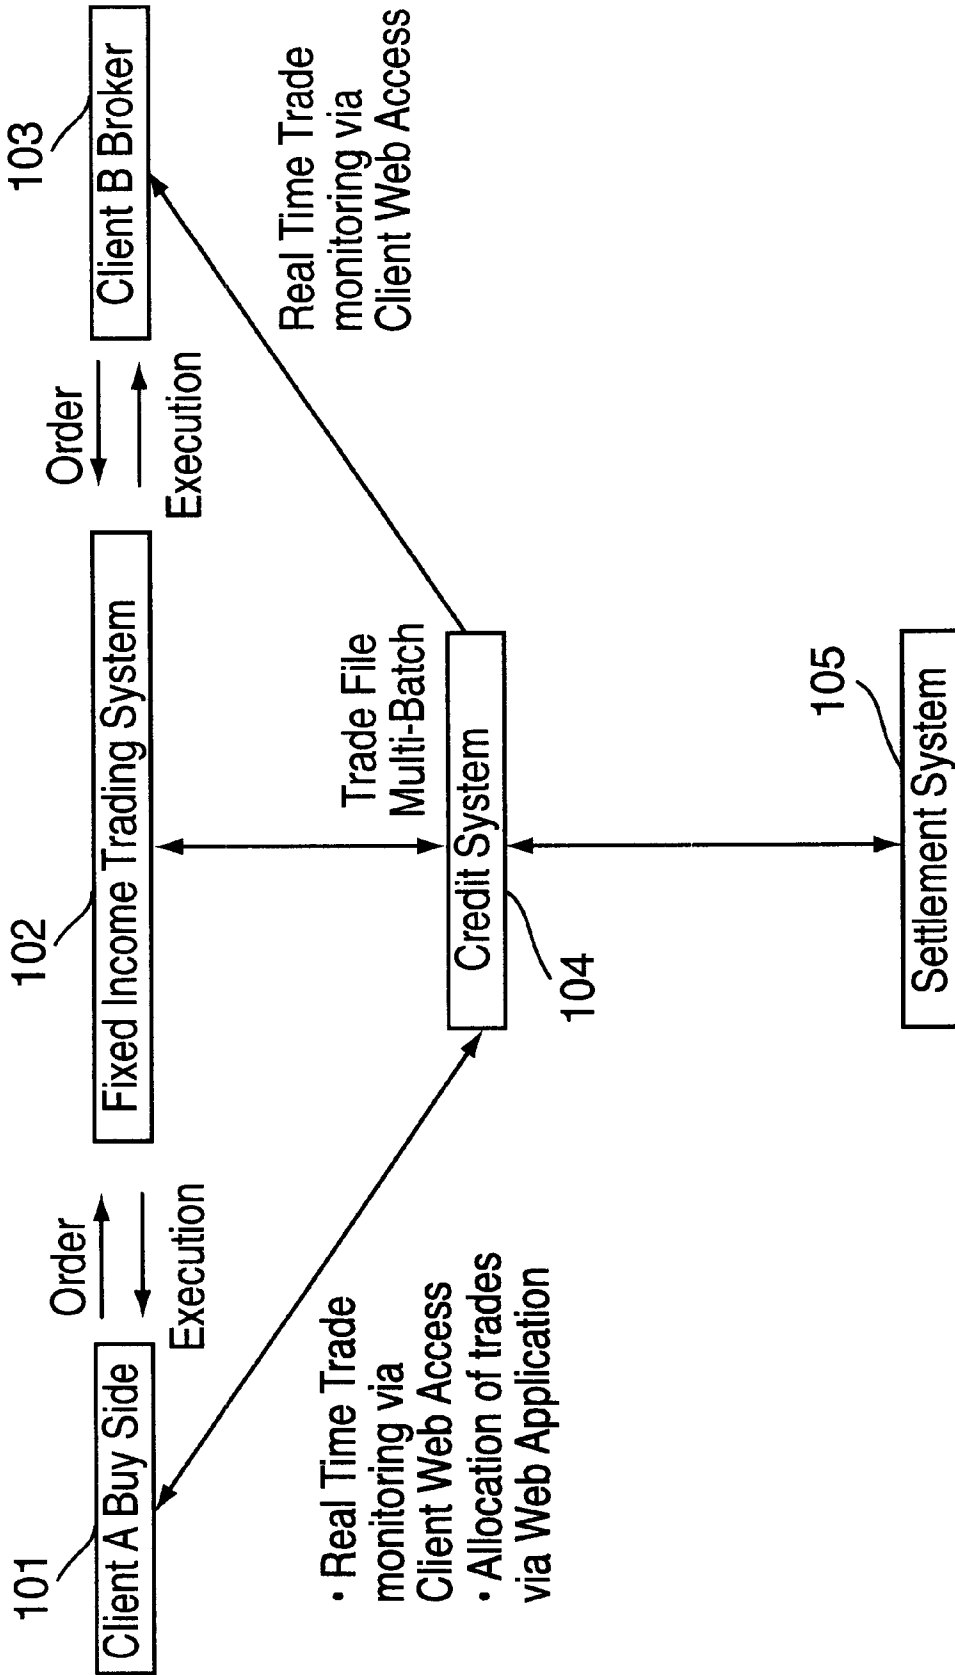 101
Client A Buy Side
Order
Execution
102
Fixed Income Trading System
Order
Execution
103
Client B Broker
Trade File
Multi-Batch
Real Time Trade
monitoring via
Client Web Access
• Real Time Trade
monitoring via
Client Web Access
• Allocation of trades
via Web Application
Credit System
104
105
Settlement System